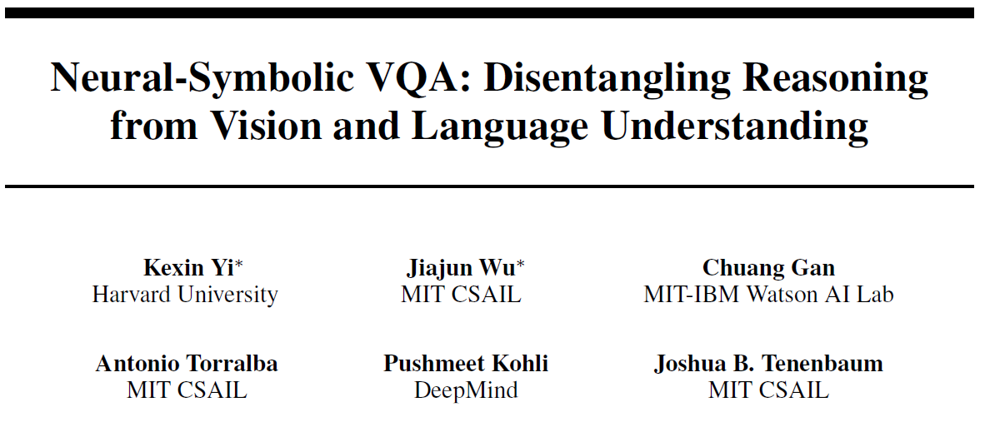 Neural-Symbolic VQA: Disentangling Reasoning
from Vision and Language Understanding
Kexin Yi* Jiajun Wu* Chuang Gan
Harvard University MIT CSAIL MIT-IBM Watson AI Lab
Antonio Torralba Pushmeet Kohli Joshua B. Tenenbaum
MIT CSAIL DeepMind MIT CSAIL